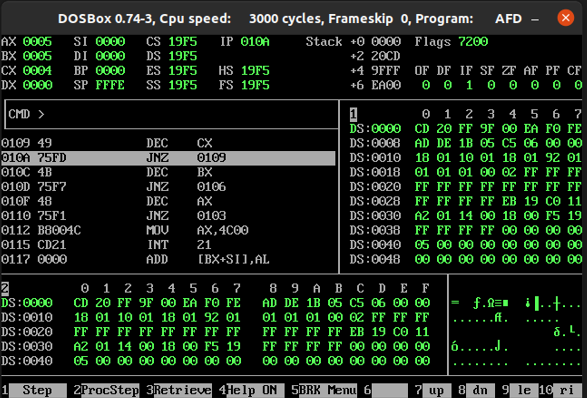 DOSBox 0.74-3, Cpu speed: 3000 cycles, Frameskip 0, Program: AFD
AX 0005 SI 0000 CS 19F5 IP 010A Stack +0 0000 Flags 7200
BX 0005 DI 0000 DS 19F5 +2 20CD
CX 0004 BP 0000 ES 19F5 HS 19F5 +4 9FFF OF DF IF SF ZF AF PF CF
DX 0000 SP FFFE SS 19F5 FS 19F5 +6 EA00 0 0 1 0 0 0 0 0
CMD >
0109 49 DEC CX
010A 75FD JNZ 0109
010C 4B DEC BX
010D 75F7 JNZ 0106
010F 48 DEC AX
0110 75F1 JNZ 0103
0112 B8004C MOV AX,4C00
0115 CD21 INT 21
0117 0000 ADD [BX+SI],AL
1 0 1 2 3 4 5 6 7
DS:0000 CD 20 FF 9F 00 EA F0 FE
DS:0008 AD DE 1B 05 C5 06 00 00
DS:0010 18 01 10 01 18 01 92 01
DS:0018 01 01 01 00 02 FF FF FF
DS:0020 FF FF FF FF FF FF FF FF
DS:0028 FF FF FF FF EB 19 C0 11
DS:0030 A2 01 14 00 18 00 F5 19
DS:0038 FF FF FF FF 00 00 00 00
DS:0040 05 00 00 00 00 00 00 00
DS:0048 00 00 00 00 00 00 00 00
2 0 1 2 3 4 5 6 7 8 9 A B C D E F
DS:0000 CD 20 FF 9F 00 EA F0 FE AD DE 1B 05 C5 06 00 00
DS:0010 18 01 10 01 18 01 92 01 01 01 01 00 02 FF FF FF
DS:0020 FF FF FF FF FF FF FF FF FF FF FF FF EB 19 C0 11
DS:0030 A2 01 14 00 18 00 F5 19 FF FF FF FF 00 00 00 00
DS:0040 05 00 00 00 00 00 00 00 00 00 00 00 00 00 00 00
1 Step 2 ProcStep 3 Retrieve 4 Help ON 5 BRK Menu 6 7 up 8 dn 9 le 10 ri